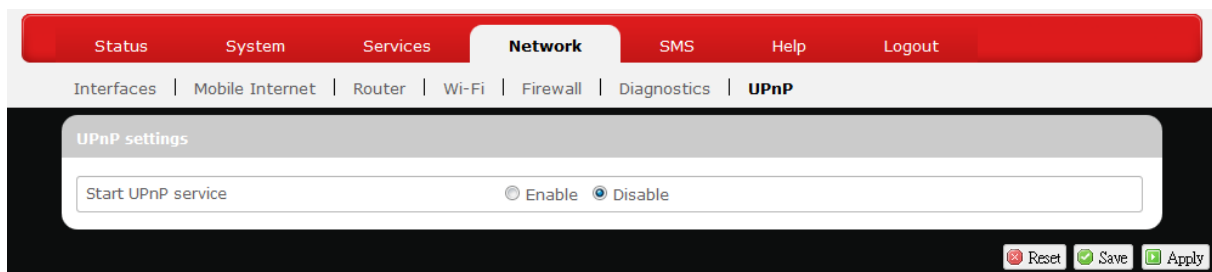 Status System Services Network SMS Help Logout
Interfaces | Mobile Internet | Router | Wi-Fi | Firewall | Diagnostics | UPnP
UPnP settings
Start UPnP service Enable Disable
Reset Save Apply